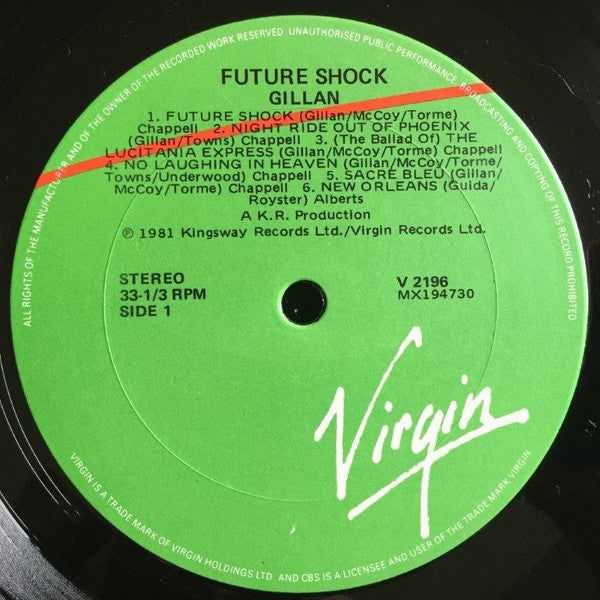 ALL RIGHTS OF THE MANUFACTURER AND OF THE OWNER OF THE RECORDED WORK RESERVED. UNAUTHORISED PUBLIC PERFORMANCE, BROADCASTING AND COPYING OF THIS RECORD PROHIBITED
FUTURE SHOCK
GILLAN
1. FUTURE SHOCK (Gillan/McCoy/Torme)
Chappell 2. NIGHT RIDE OUT OF PHOENIX
(Gillan/Towns) Chappell 3. (The Ballad Of) THE
LUCITANIA EXPRESS (Gillan/McCoy/Torme) Chappell
4. NO LAUGHING IN HEAVEN (Gillan/McCoy/Torme/
Towns/Underwood) Chappell 5. SACRE BLEU (Gillan/
McCoy/Torme) Chappell 6. NEW ORLEANS (Guida/
Royster) Alberts
A K.R. Production
℗ 1981 Kingsway Records Ltd./Virgin Records Ltd.
STEREO
33-1/3 RPM
SIDE 1
V 2196
MX194730
Virgin
VIRGIN IS A TRADE MARK OF VIRGIN HOLDINGS LTD AND CBS IS A LICENSEE AND USER OF THE TRADE MARK VIRGIN